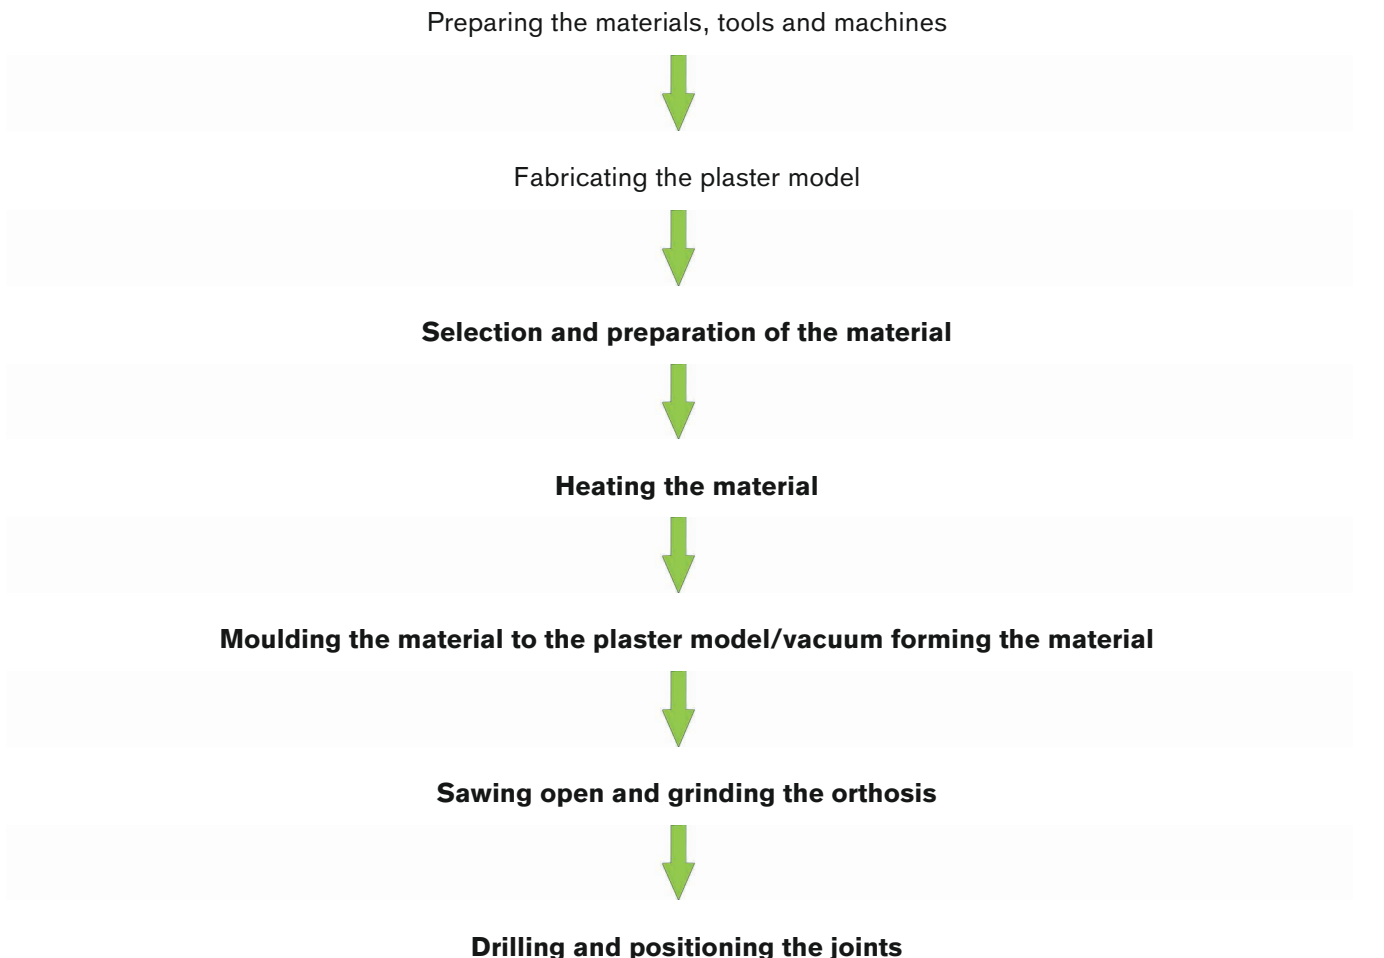 Preparing the materials, tools and machines
Fabricating the plaster model
Selection and preparation of the material
Heating the material
Moulding the material to the plaster model/vacuum forming the material
Sawing open and grinding the orthosis
Drilling and positioning the joints